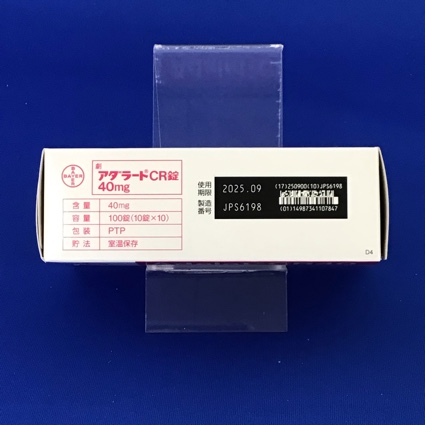 BAYER
劇
アダラートCR錠
40mg
含量 40mg
容量 100錠(10錠×10)
包装 PTP
貯法 室温保存
使用期限 2025.09
製造番号 JPS6198
(17)250900(10)JPS6198
(01)14987341107847
D4